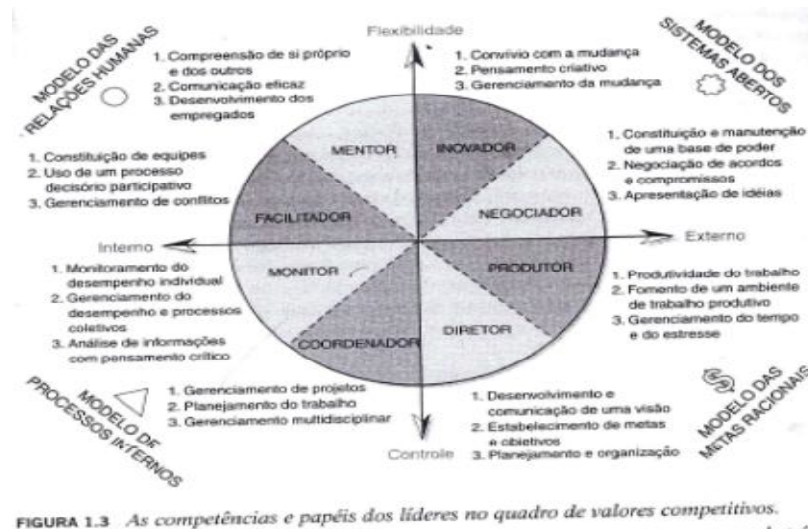 Flexibilidade
MODELO DAS
RELAÇÕES HUMANAS
1. Compreensão de si próprio
e dos outros
2. Comunicação eficaz
3. Desenvolvimento dos
empregados
1. Convívio com a mudança
2. Pensamento criativo
3. Gerenciamento da mudança
MODELO DOS
SISTEMAS ABERTOS
1. Constituição de equipes
2. Uso de um processo
decisório participativo
3. Gerenciamento de conflitos
MENTOR
INOVADOR
1. Constituição e manutenção
de uma base de poder
2. Negociação de acordos
e compromissos
3. Apresentação de idéias
FACILITADOR
NEGOCIADOR
Interno
Externo
1. Monitoramento do
desempenho individual
2. Gerenciamento do
desempenho e processos
coletivos
3. Análise de informações
com pensamento crítico
MONITOR
PRODUTOR
1. Produtividade do trabalho
2. Fomento de um ambiente
de trabalho produtivo
3. Gerenciamento do tempo
e do estresse
COORDENADOR
DIRETOR
MODELO DE
PROCESSOS INTERNOS
1. Gerenciamento de projetos
2. Planejamento do trabalho
3. Gerenciamento multidisciplinar
1. Desenvolvimento e
comunicação de uma visão
2. Estabelecimento de metas
e objetivos
3. Planejamento e organização
MODELO DAS
METAS RACIONAIS
Controle
FIGURA 1.3 As competências e papéis dos líderes no quadro de valores competitivos.